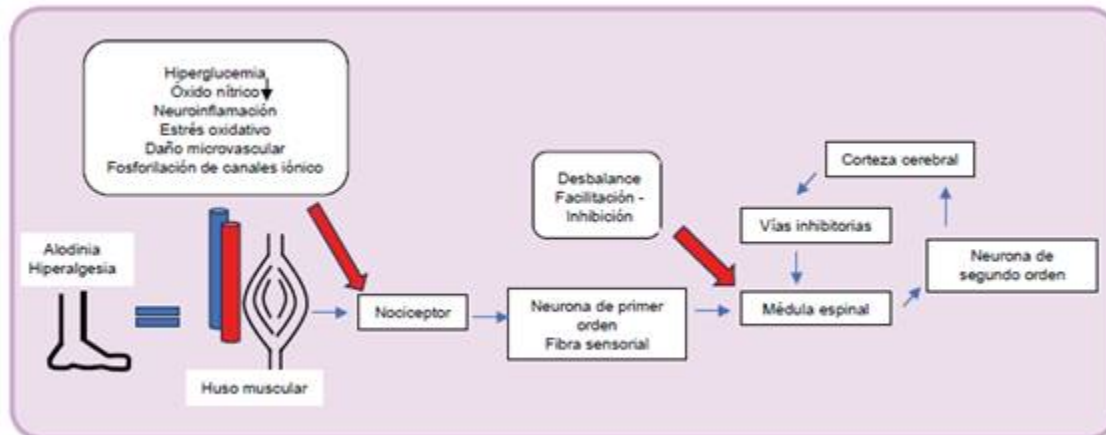 Hiperglucemia
Óxido nítrico
Neuroinflamación
Estrés oxidativo
Daño microvascular
Fosforilación de canales iónico
Alodinia
Hiperalgesia
Huso muscular
Nociceptor
Neurona de primer
orden
Fibra sensorial
Desbalance
Facilitación -
Inhibición
Médula espinal
Vías inhibitorias
Corteza cerebral
Neurona de
segundo orden